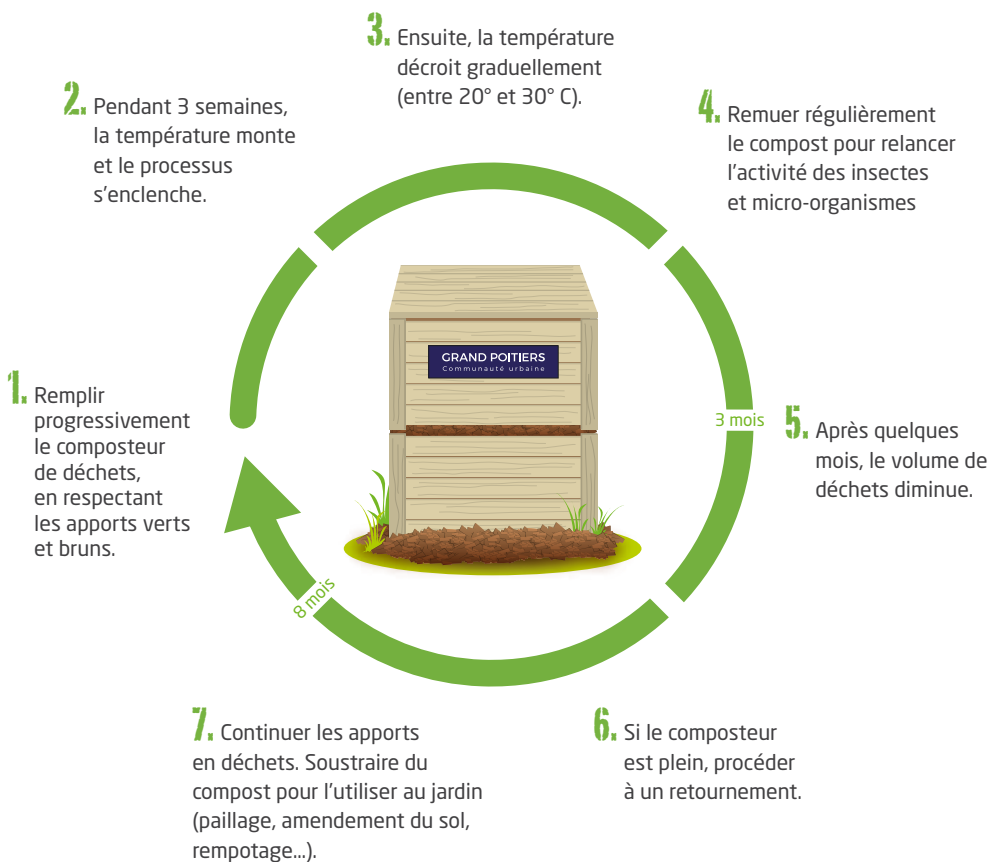 1. Remplir
progressivement
le composteur
de déchets,
en respectant
les apports verts
et bruns.
2. Pendant 3 semaines,
la température monte
et le processus
s'enclenche.
3. Ensuite, la température
décroit graduellement
(entre 20° et 30° C).
4. Remuer régulièrement
le compost pour relancer
l'activité des insectes
et micro-organismes
GRAND POITIERS
Communauté urbaine
3 mois
5. Après quelques
mois, le volume de
déchets diminue.
6. Si le composteur
est plein, procéder
à un retournement.
8 mois
7. Continuer les apports
en déchets. Soustraire du
compost pour l'utiliser au jardin
(paillage, amendement du sol,
rempotage...).